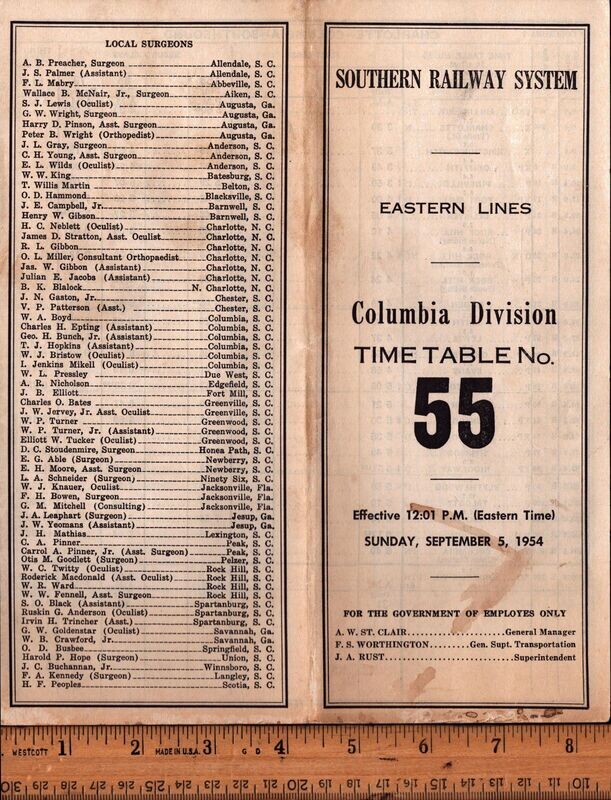 LOCAL SURGEONS
A. B. Preacher, Surgeon Allendale, S. C.
J. S. Palmer (Assistant) Allendale, S. C.
F. L. Mabry Abbeville, S. C.
Wallace B. McNair, Jr., Surgeon Aiken, S. C.
S. J. Lewis (Oculist) Augusta, Ga.
G. W. Wright, Surgeon Augusta, Ga.
Harry D. Pinson, Asst. Surgeon Augusta, Ga.
Peter B. Wright (Orthopedist) Augusta, Ga.
J. L. Gray, Surgeon Anderson, S. C.
C. H. Young, Asst. Surgeon Anderson, S. C.
E. L. Wilds (Oculist) Anderson, S. C.
W. W. King Batesburg, S. C.
T. Willis Martin Belton, S. C.
O. D. Hammond Blacksville, S. C.
J. E. Campbell, Jr. Barnwell, S. C.
Henry W. Gibson Barnwell, S. C.
H. C. Neblett (Oculist) Charlotte, N. C.
James D. Stratton, Asst. Oculist Charlotte, N. C.
R. L. Gibbon Charlotte, N. C.
O. L. Miller, Consultant Orthopaedist Charlotte, N. C.
Jas. W. Gibbon (Assistant) Charlotte, N. C.
Julian E. Jacobs (Assistant) Charlotte, N. C.
B. K. Blalock N. Charlotte, N. C.
J. N. Gaston, Jr. Chester, S. C.
V. P. Patterson (Asst.) Chester, S. C.
W. A. Boyd Columbia, S. C.
Charles H. Epting (Assistant) Columbia, S. C.
Geo. H. Bunch, Jr. (Assistant) Columbia, S. C.
T. J. Hopkins (Assistant) Columbia, S. C.
W. J. Bristow (Oculist) Columbia, S. C.
I. Jenkins Mikell (Oculist) Columbia, S. C.
W. L. Pressley Due West, S. C.
A. R. Nicholson Edgefield, S. C.
J. B. Elliott Fort Mill, S. C.
Charles O. Bates Greenville, S. C.
J. W. Jervey, Jr. Asst. Oculist Greenville, S. C.
W. P. Turner Greenwood, S. C.
W. P. Turner, Jr. (Assistant) Greenwood, S. C.
Elliott W. Tucker (Oculist) Greenwood, S. C.
D. C. Stoudenmire, Surgeon Honea Path, S. C.
E. G. Able (Surgeon) Newberry, S. C.
E. H. Moore, Asst. Surgeon Newberry, S. C.
L. A. Schneider (Surgeon) Ninety Six, S. C.
W. J. Knauer, Oculist Jacksonville, Fla.
F. H. Bowen, Surgeon Jacksonville, Fla.
G. M. Mitchell (Consulting) Jacksonville, Fla.
J. A. Leaphart (Surgeon) Jesup, Ga.
J. W. Yeomans (Assistant) Jesup, Ga.
J. H. Mathias Lexington, S. C.
C. A. Pinner Peak, S. C.
Carrol A. Pinner, Jr. (Asst. Surgeon) Peak, S. C.
Otis M. Goodlett (Surgeon) Pelzer, S. C.
W. C. Twitty (Oculist) Rock Hill, S. C.
Roderick Macdonald (Asst. Oculist) Rock Hill, S. C.
W. R. Ward Rock Hill, S. C.
W. W. Fennell, Asst. Surgeon Rock Hill, S. C.
S. O. Black (Assistant) Spartanburg, S. C.
Ruskin G. Anderson (Oculist) Spartanburg, S. C.
Irvin H. Trincher (Asst.) Spartanburg, S. C.
G. W. Goldenstar (Oculist) Savannah, Ga.
W. B. Crawford, Jr. Savannah, Ga.
O. D. Busbee Springfield, S. C.
Harold P. Hope (Surgeon) Union, S. C.
J. C. Buchannan, Jr. Winnsboro, S. C.
F. A. Kennedy (Surgeon) Langley, S. C.
H. F. Peoples Scotia, S. C.
SOUTHERN RAILWAY SYSTEM
EASTERN LINES
Columbia Division
TIME TABLE No.
55
Effective 12:01 P.M. (Eastern Time)
SUNDAY, SEPTEMBER 5, 1954
FOR THE GOVERNMENT OF EMPLOYES ONLY
A. W. ST. CLAIR General Manager
F. S. WORTHINGTON Gen. Supt. Transportation
J. A. RUST Superintendent
WESTCOTT 1 2 MADE IN U.S.A. 3 G D 4 5 6 7 8